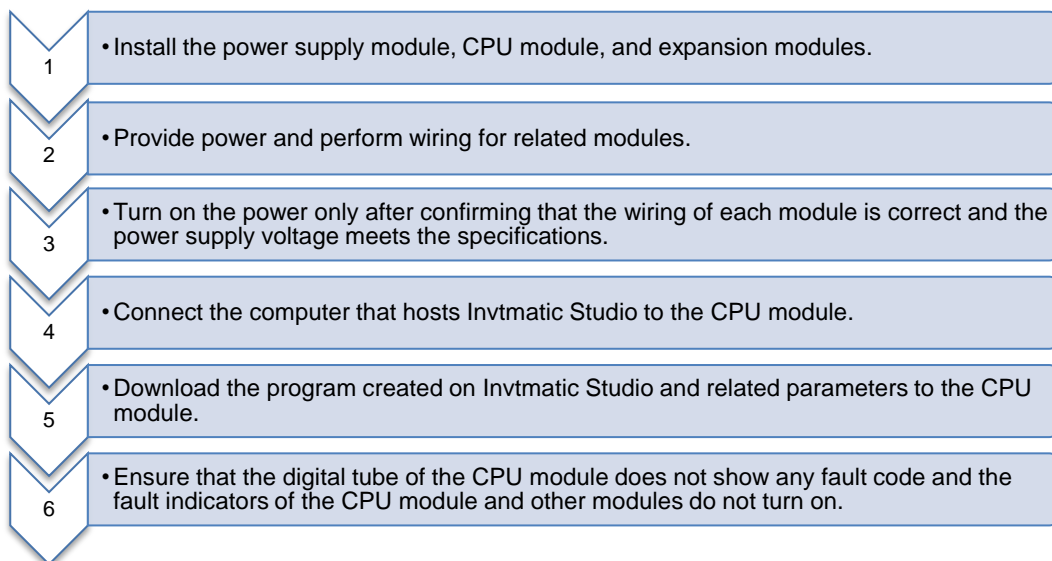 1
• Install the power supply module, CPU module, and expansion modules.
2
• Provide power and perform wiring for related modules.
3
• Turn on the power only after confirming that the wiring of each module is correct and the
power supply voltage meets the specifications.
4
• Connect the computer that hosts Invtmatic Studio to the CPU module.
5
• Download the program created on Invtmatic Studio and related parameters to the CPU
module.
6
• Ensure that the digital tube of the CPU module does not show any fault code and the
fault indicators of the CPU module and other modules do not turn on.